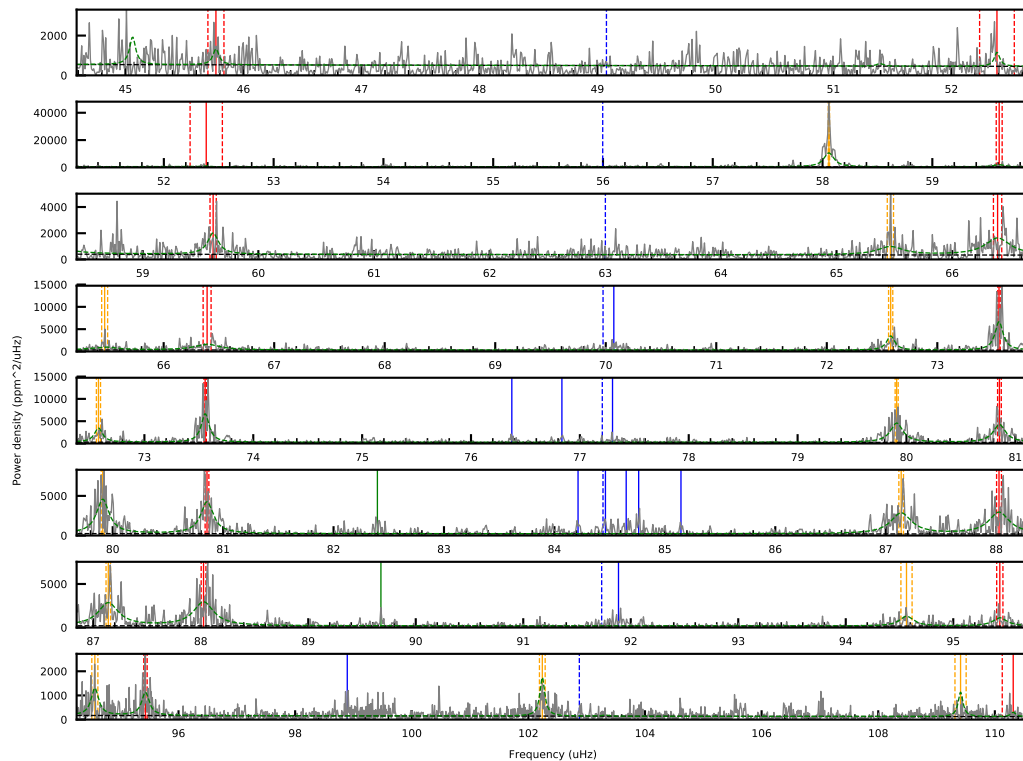 2000
0
45 46 47 48 49 50 51 52
40000
20000
0
52 53 54 55 56 57 58 59
4000
2000
0
59 60 61 62 63 64 65 66
15000
10000
5000
0
66 67 68 69 70 71 72 73
15000
10000
5000
0
73 74 75 76 77 78 79 80 81
Power density (ppm^2/uHz)
5000
0
80 81 82 83 84 85 86 87 88
5000
0
87 88 89 90 91 92 93 94 95
2000
1000
0
96 98 100 102 104 106 108 110
Frequency (uHz)